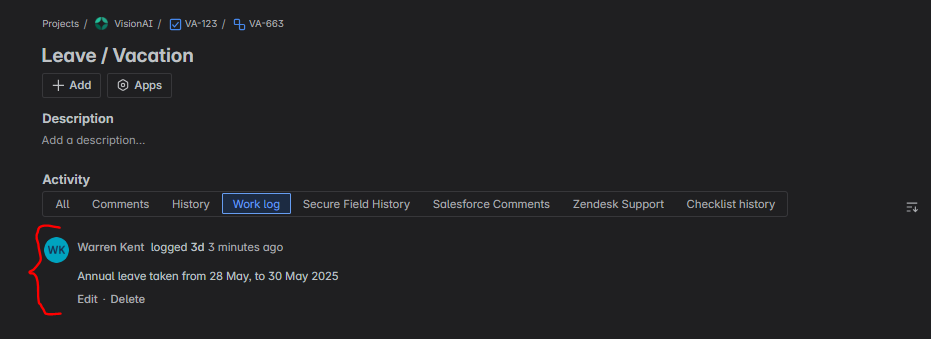 Projects / VisionAI / VA-123 / VA-663
Leave / Vacation
Add Apps
Description
Add a description...
Activity
All Comments History Work log Secure Field History Salesforce Comments Zendesk Support Checklist history
WK Warren Kent logged 3d 3 minutes ago
Annual leave taken from 28 May, to 30 May 2025
Edit · Delete